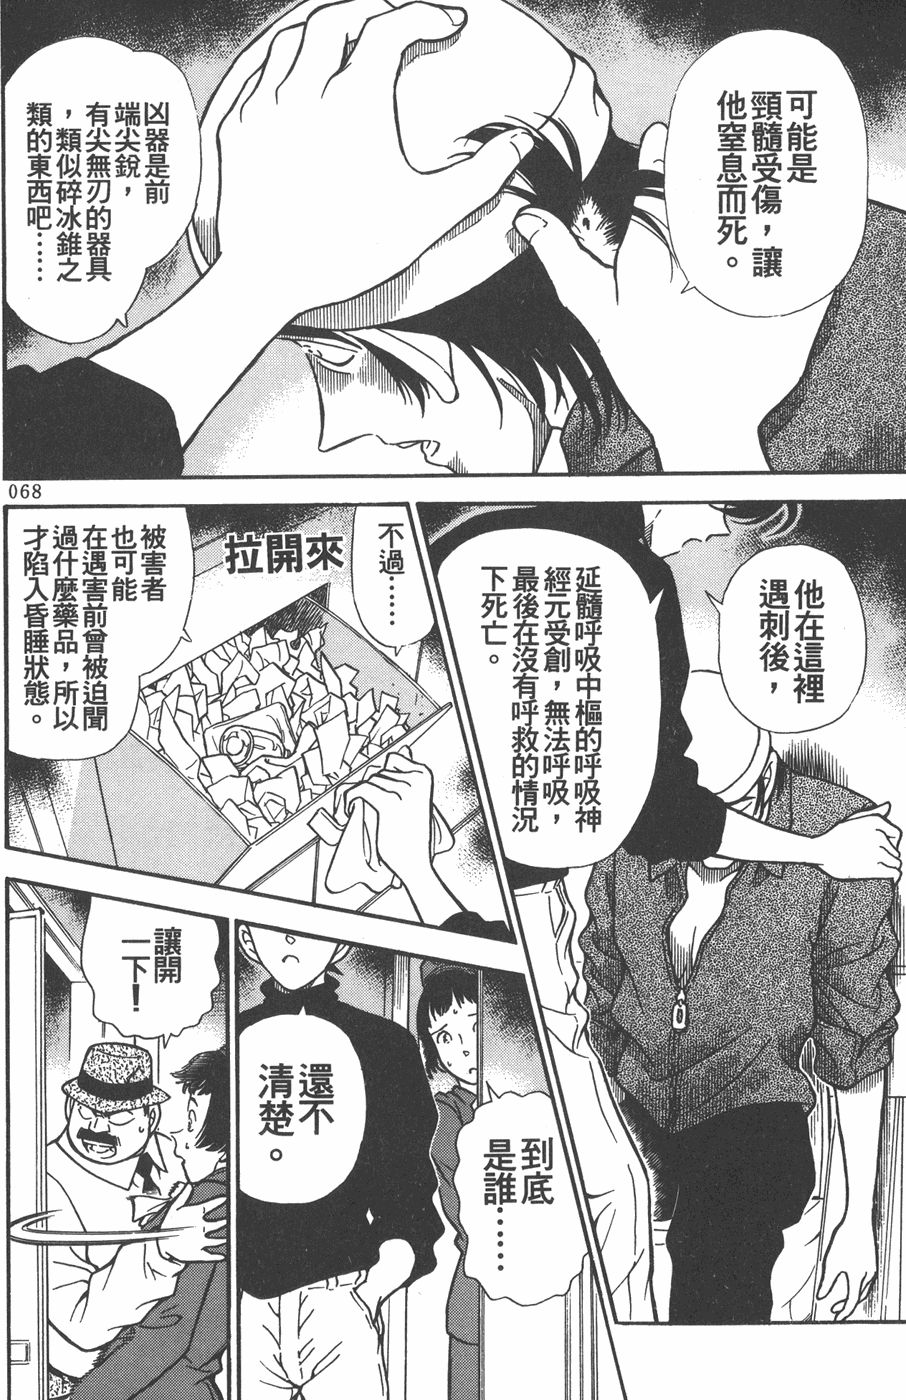 可能是
頸髓受傷，讓
他窒息而死。
凶器是前
端尖銳，
有尖無刃的器具
，類似碎冰錐之
類的東西吧……
068
他在這裡
遇刺後，
延髓呼吸中樞的呼吸神
經元受創，無法呼吸，
最後在沒有呼救的情況
下死亡。
不過……
拉開來
被害者
也可能
在遇害前曾被迫聞
過什麼藥品，所以
才陷入昏睡狀態。
到底
是誰……
還不
清楚。
讓開
一下！